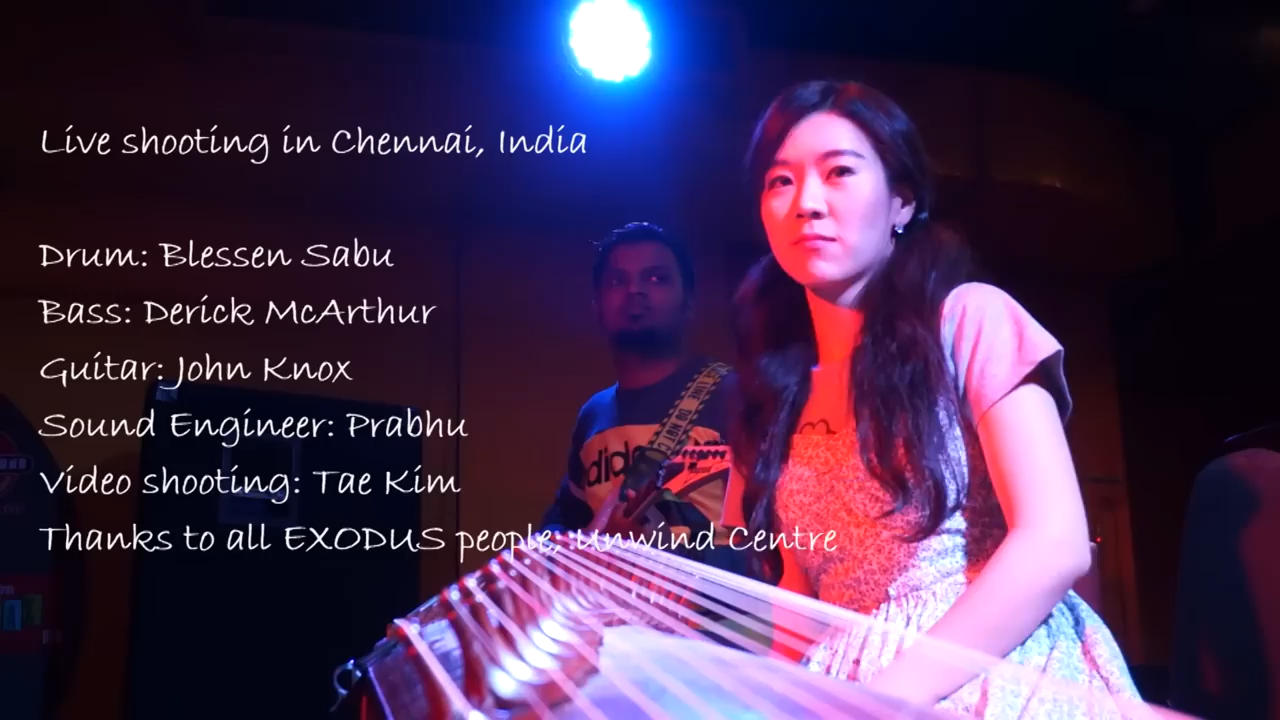 Live shooting in Chennai, India
Drum: Blessen Sabu
Bass: Derick McArthur
Guitar: John Knox
Sound Engineer: Prabhu
Video shooting: Tae Kim
Thanks to all EXODUS people, Unwind Centre
adidas